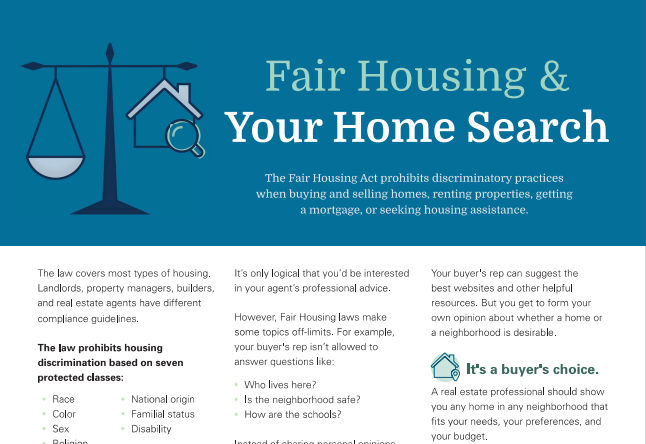 Fair Housing &
Your Home Search
The Fair Housing Act prohibits discriminatory practices
when buying and selling homes, renting properties, getting
a mortgage, or seeking housing assistance.
The law covers most types of housing.
Landlords, property managers, builders,
and real estate agents have different
compliance guidelines.
The law prohibits housing
discrimination based on seven
protected classes:
• Race
• Color
• Sex
• Religion
• National origin
• Familial status
• Disability
It's only logical that you'd be interested
in your agent's professional advice.
However, Fair Housing laws make
some topics off-limits. For example,
your buyer's rep isn't allowed to
answer questions like:
• Who lives here?
• Is the neighborhood safe?
• How are the schools?
Instead of sharing personal opinions
Your buyer's rep can suggest the
best websites and other helpful
resources. But you get to form your
own opinion about whether a home or
a neighborhood is desirable.
It's a buyer's choice.
A real estate professional should show
you any home in any neighborhood that
fits your needs, your preferences, and
your budget.